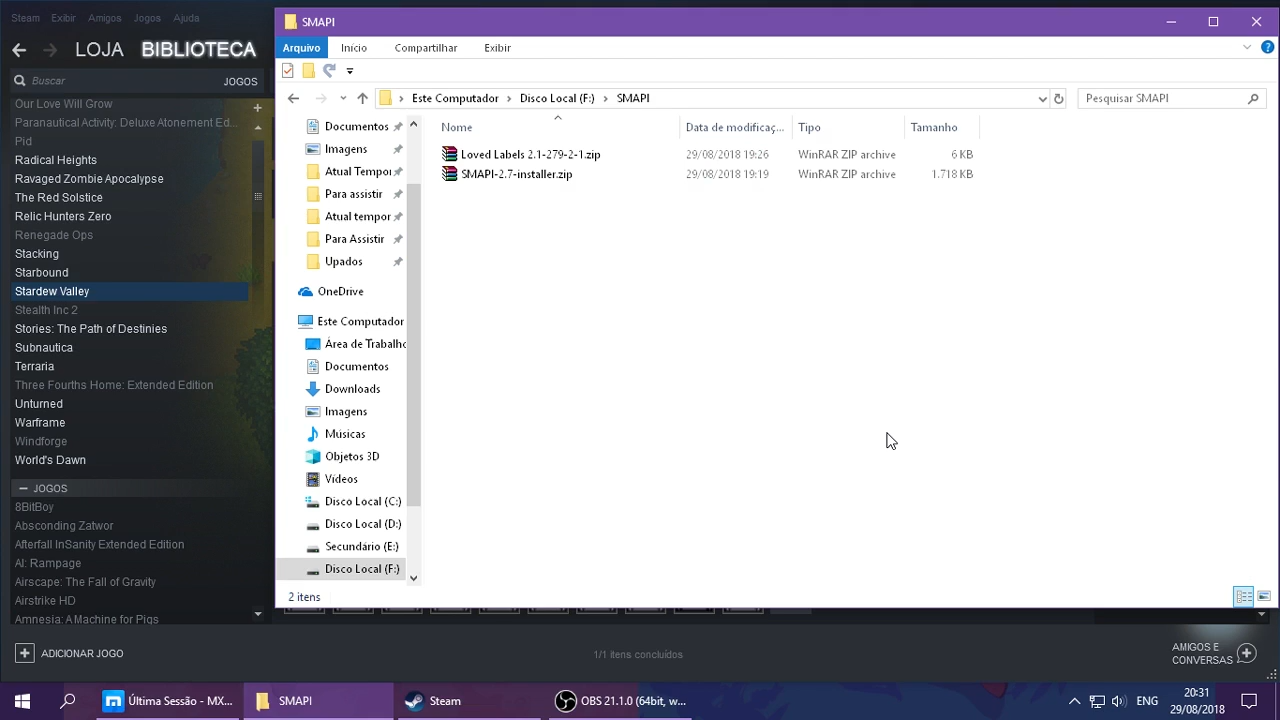 Steam Exibir Amigos Jogos Ajuda
LOJA BIBLIOTECA
Buscar JOGOS
Our Love Will Grow
Paranautical Activity: Deluxe Atonement Ed...
Pid
Radical Heights
Ravaged Zombie Apocalypse
The Red Solstice
Relic Hunters Zero
Renegade Ops
Stacking
Starbound
Stardew Valley
Stealth Inc 2
Stories: The Path of Destinies
Subnautica
Terraria
Three Fourths Home: Extended Edition
Unturned
Warframe
Windforge
World's Dawn
JOGOS
8BitBoy
Absconding Zatwor
Afterfall InSanity Extended Edition
AI: Rampage
Airscape: The Fall of Gravity
Airstrike HD
Amnesia: A Machine for Pigs
SMAPI
Arquivo Início Compartilhar Exibir
Este Computador Disco Local (F:) SMAPI
Pesquisar SMAPI
Documentos
Imagens
Atual Tempor
Para assistir
Atual tempor
Para Assistir
Upados
OneDrive
Este Computador
Área de Trabalho
Documentos
Downloads
Imagens
Músicas
Objetos 3D
Vídeos
Disco Local (C:)
Disco Local (D:)
Secundário (E:)
Disco Local (F:)
Nome Data de modificaç... Tipo Tamanho
Loved Labels 2.1-279-2-1.zip 29/08/2018 19:26 WinRAR ZIP archive 6 KB
SMAPI-2.7-installer.zip 29/08/2018 19:19 WinRAR ZIP archive 1.718 KB
2 itens
ADICIONAR JOGO
1/1 itens concluídos
AMIGOS E
CONVERSAS
Última Sessão - MX...
SMAPI
Steam
OBS 21.1.0 (64bit, w...
ENG
20:31
29/08/2018